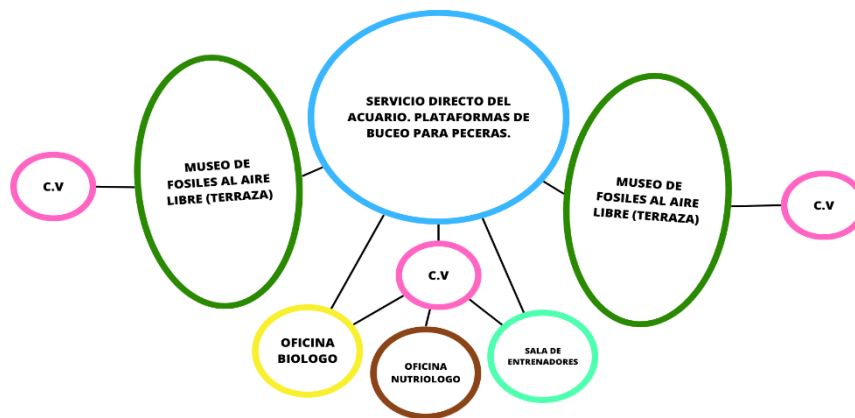 SERVICIO DIRECTO DEL
ACUARIO. PLATAFORMAS DE
BUCEO PARA PECERAS.
MUSEO DE
FOSILES AL AIRE
LIBRE (TERRAZA)
MUSEO DE
FOSILES AL AIRE
LIBRE (TERRAZA)
C.V
C.V
C.V
OFICINA
BIOLOGO
OFICINA
NUTRIOLOGO
SALA DE
ENTRENADORES